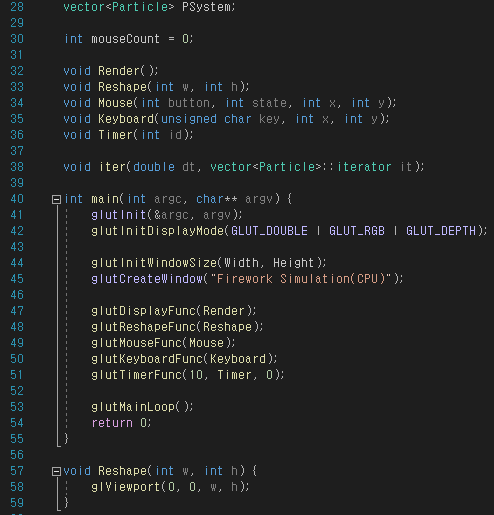 28 vector<Particle> PSystem;
29
30 int mouseCount = 0;
31
32 void Render();
33 void Reshape(int w, int h);
34 void Mouse(int button, int state, int x, int y);
35 void Keyboard(unsigned char key, int x, int y);
36 void Timer(int id);
37
38 void iter(double dt, vector<Particle>::iterator it);
39
40 int main(int argc, char** argv) {
41 glutInit(&argc, argv);
42 glutInitDisplayMode(GLUT_DOUBLE | GLUT_RGB | GLUT_DEPTH);
43
44 glutInitWindowSize(Width, Height);
45 glutCreateWindow("Firework Simulation(CPU)");
46
47 glutDisplayFunc(Render);
48 glutReshapeFunc(Reshape);
49 glutMouseFunc(Mouse);
50 glutKeyboardFunc(Keyboard);
51 glutTimerFunc(10, Timer, 0);
52
53 glutMainLoop();
54 return 0;
55 }
56
57 void Reshape(int w, int h) {
58 glViewport(0, 0, w, h);
59 }